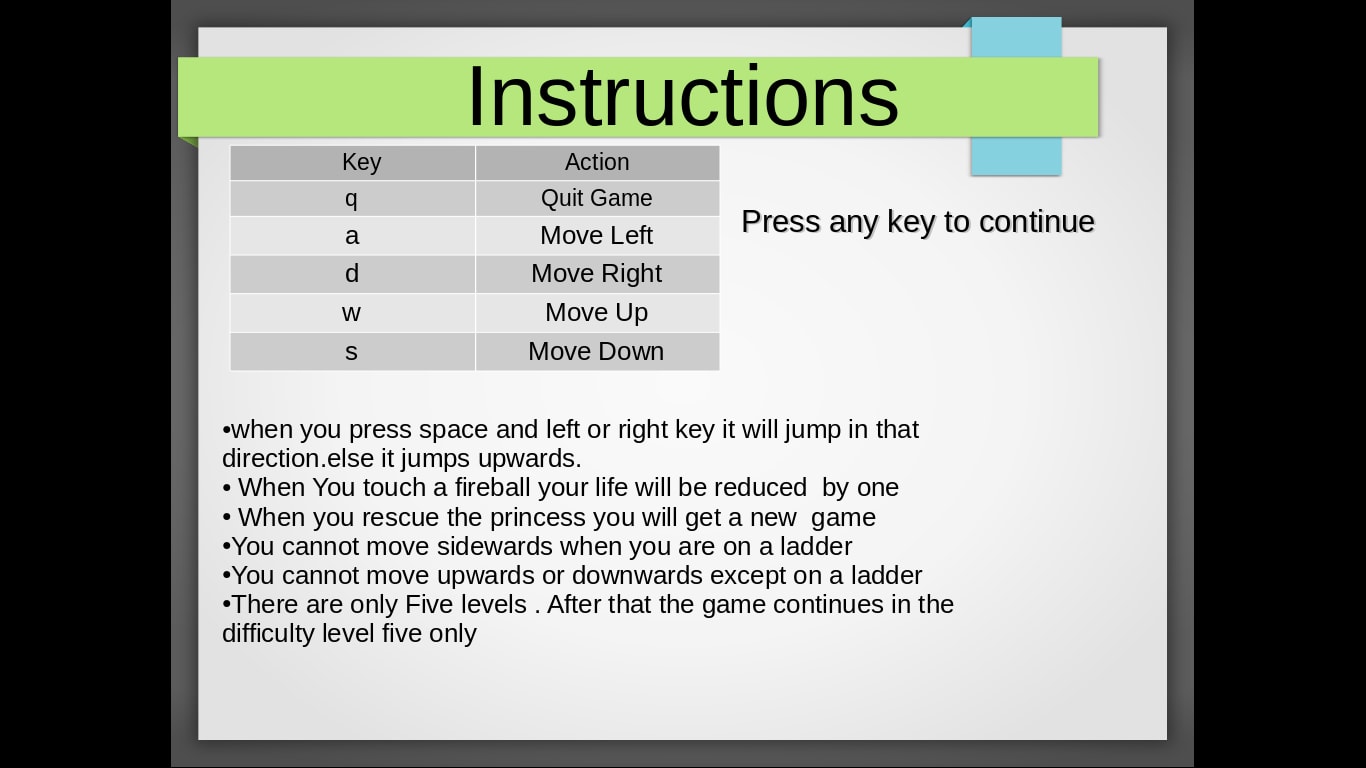 Instructions
Key Action
q Quit Game
a Move Left
d Move Right
w Move Up
s Move Down
Press any key to continue
•when you press space and left or right key it will jump in that
direction.else it jumps upwards.
• When You touch a fireball your life will be reduced  by one
• When you rescue the princess you will get a new  game
•You cannot move sidewards when you are on a ladder
•You cannot move upwards or downwards except on a ladder
•There are only Five levels . After that the game continues in the
difficulty level five only